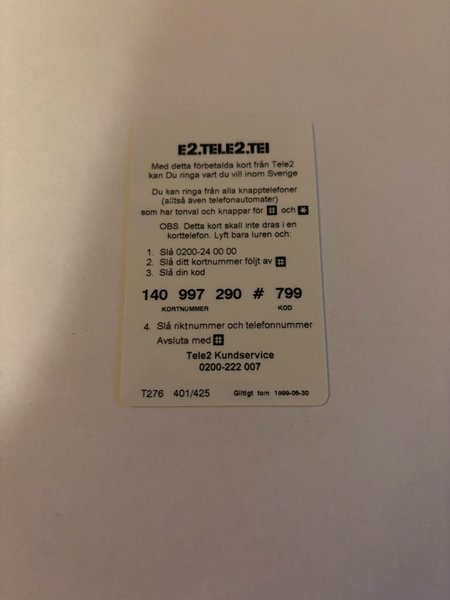 E2.TELE2.TEI
Med detta förbetalda kort från Tele2
kan Du ringa vart du vill inom Sverige
Du kan ringa från alla knapptelefoner
(alltså även telefonautomater)
som har tonval och knappar för # och *
OBS. Detta kort skall inte dras i en
korttelefon. Lyft bara luren och:
1. Slå 0200-24 00 00
2. Slå ditt kortnummer följt av #
3. Slå din kod
140 997 290 # 799
KORTNUMMER KOD
4. Slå riktnummer och telefonnummer
Avsluta med #
Tele2 Kundservice
0200-222 007
T276 401/425 Giltigt tom 1999-06-30